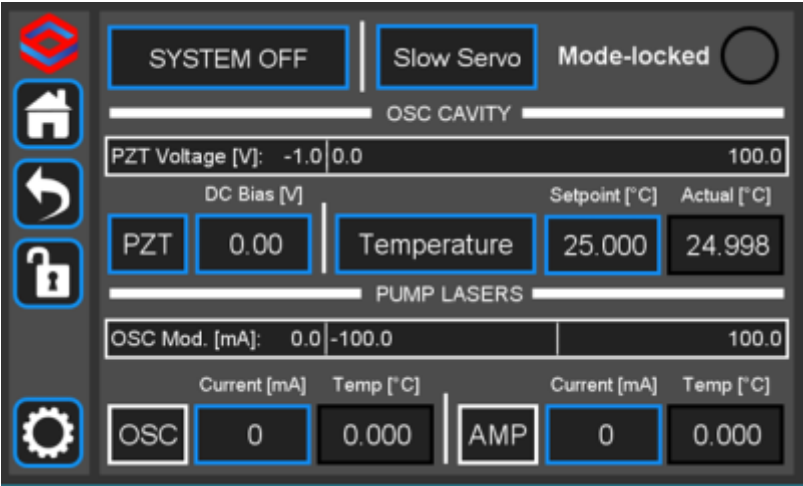 SYSTEM OFF Slow Servo Mode-locked
OSC CAVITY
PZT Voltage [V]: -1.0 0.0 100.0
DC Bias [V] Setpoint [°C] Actual [°C]
PZT 0.00 Temperature 25.000 24.998
PUMP LASERS
OSC Mod. [mA]: 0.0 -100.0 100.0
Current [mA] Temp [°C] Current [mA] Temp [°C]
OSC 0 0.000 AMP 0 0.000